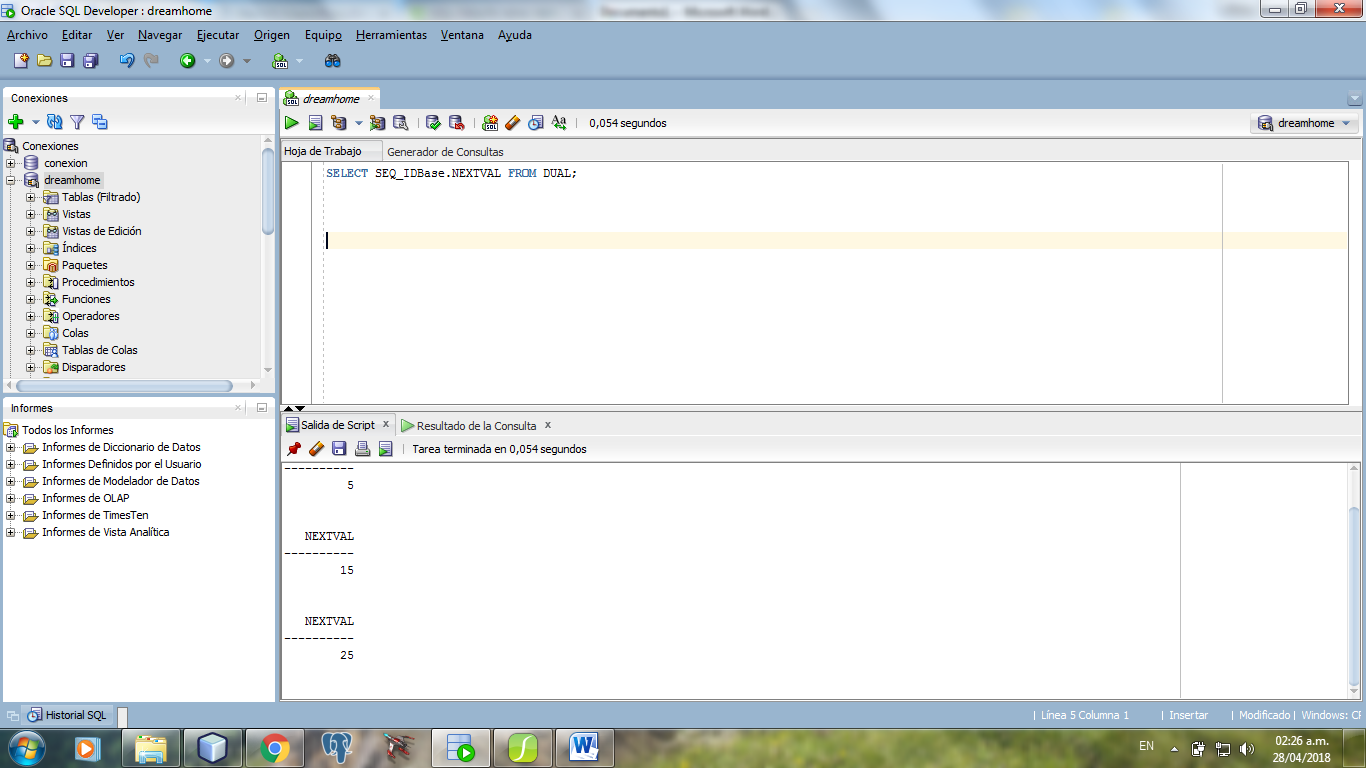 Oracle SQL Developer : dreamhome
Archivo Editar Ver Navegar Ejecutar Origen Equipo Herramientas Ventana Ayuda
Conexiones
Conexiones
conexion
dreamhome
Tablas (Filtrado)
Vistas
Vistas de Edición
Índices
Paquetes
Procedimientos
Funciones
Operadores
Colas
Tablas de Colas
Disparadores
Informes
Todos los Informes
Informes de Diccionario de Datos
Informes Definidos por el Usuario
Informes de Modelador de Datos
Informes de OLAP
Informes de TimesTen
Informes de Vista Analítica
dreamhome
0,054 segundos
dreamhome
Hoja de Trabajo Generador de Consultas
SELECT SEQ_IDBase.NEXTVAL FROM DUAL;
Salida de Script Resultado de la Consulta
Tarea terminada en 0,054 segundos
----------
5
NEXTVAL
----------
15
NEXTVAL
----------
25
Historial SQL
Línea 5 Columna 1 Insertar Modificado Windows:
EN
02:26 a.m.
28/04/2018